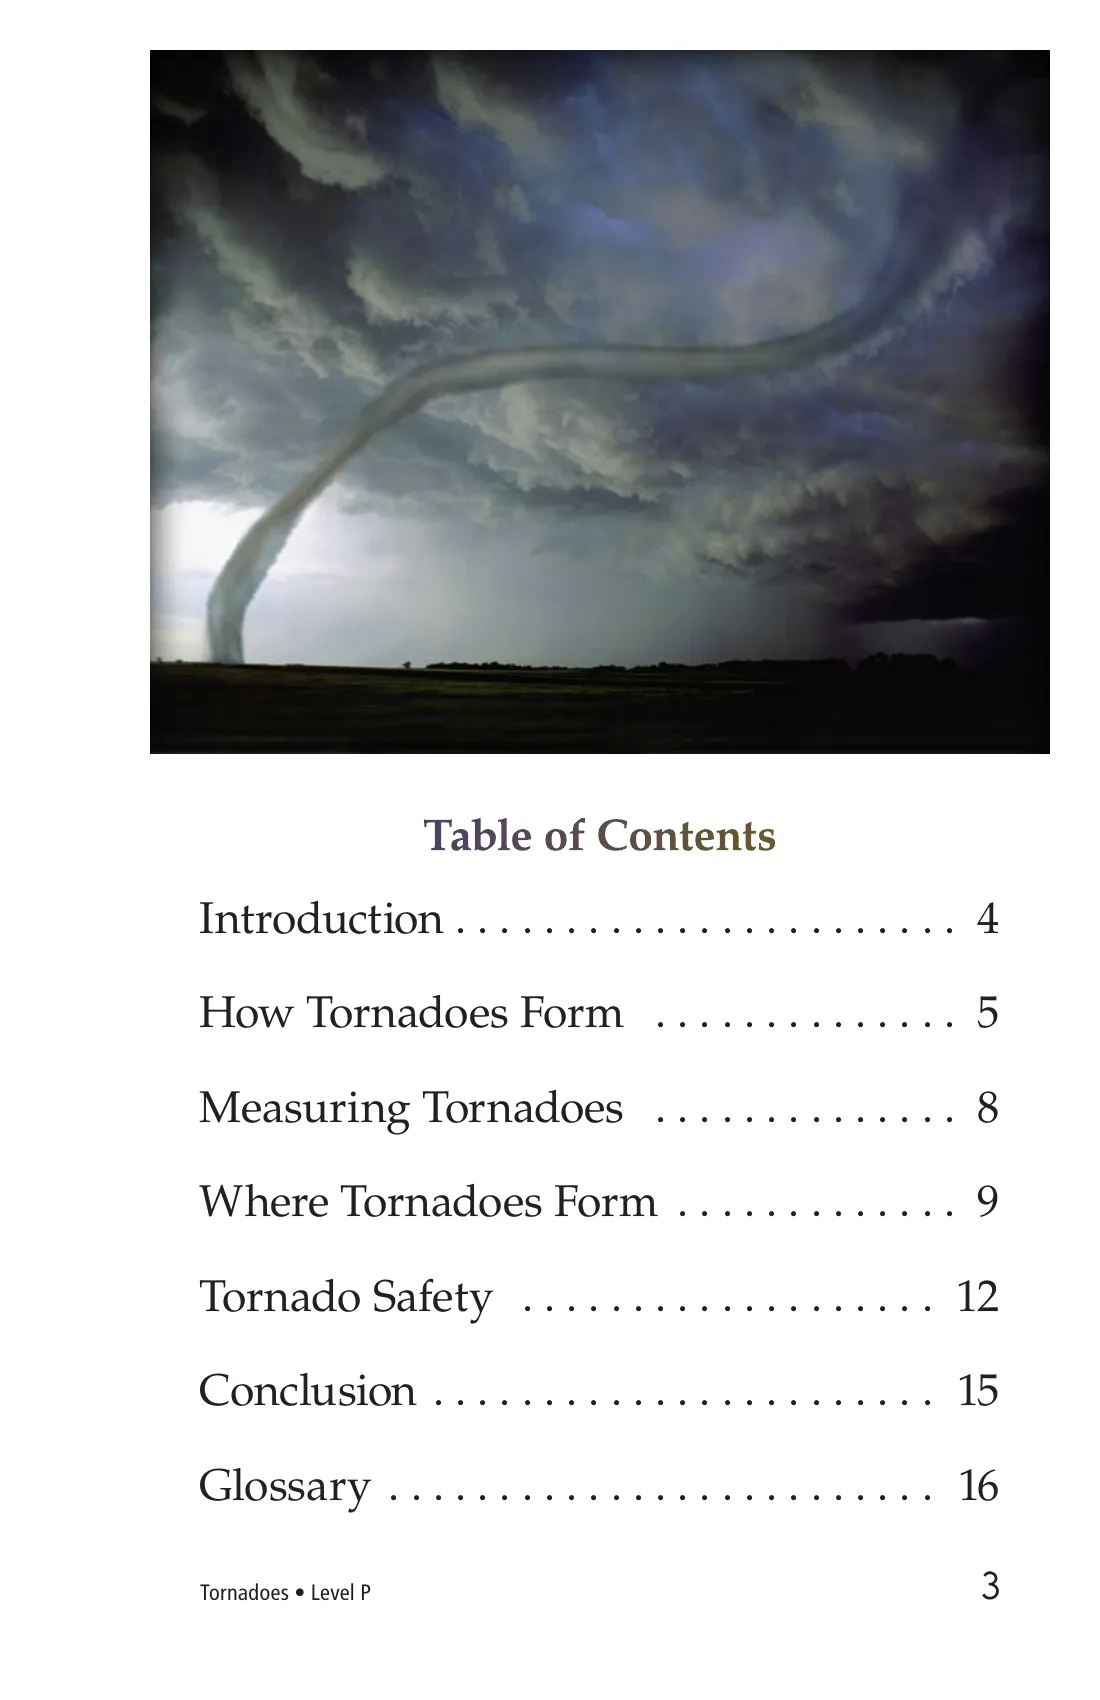 Table of Contents
Introduction . . . . . . . . . . . . . . . . . . . . . . . 4
How Tornadoes Form . . . . . . . . . . . . . . 5
Measuring Tornadoes . . . . . . . . . . . . . . 8
Where Tornadoes Form . . . . . . . . . . . . . 9
Tornado Safety . . . . . . . . . . . . . . . . . . . 12
Conclusion . . . . . . . . . . . . . . . . . . . . . . . 15
Glossary . . . . . . . . . . . . . . . . . . . . . . . . . 16
Tornadoes • Level P 3